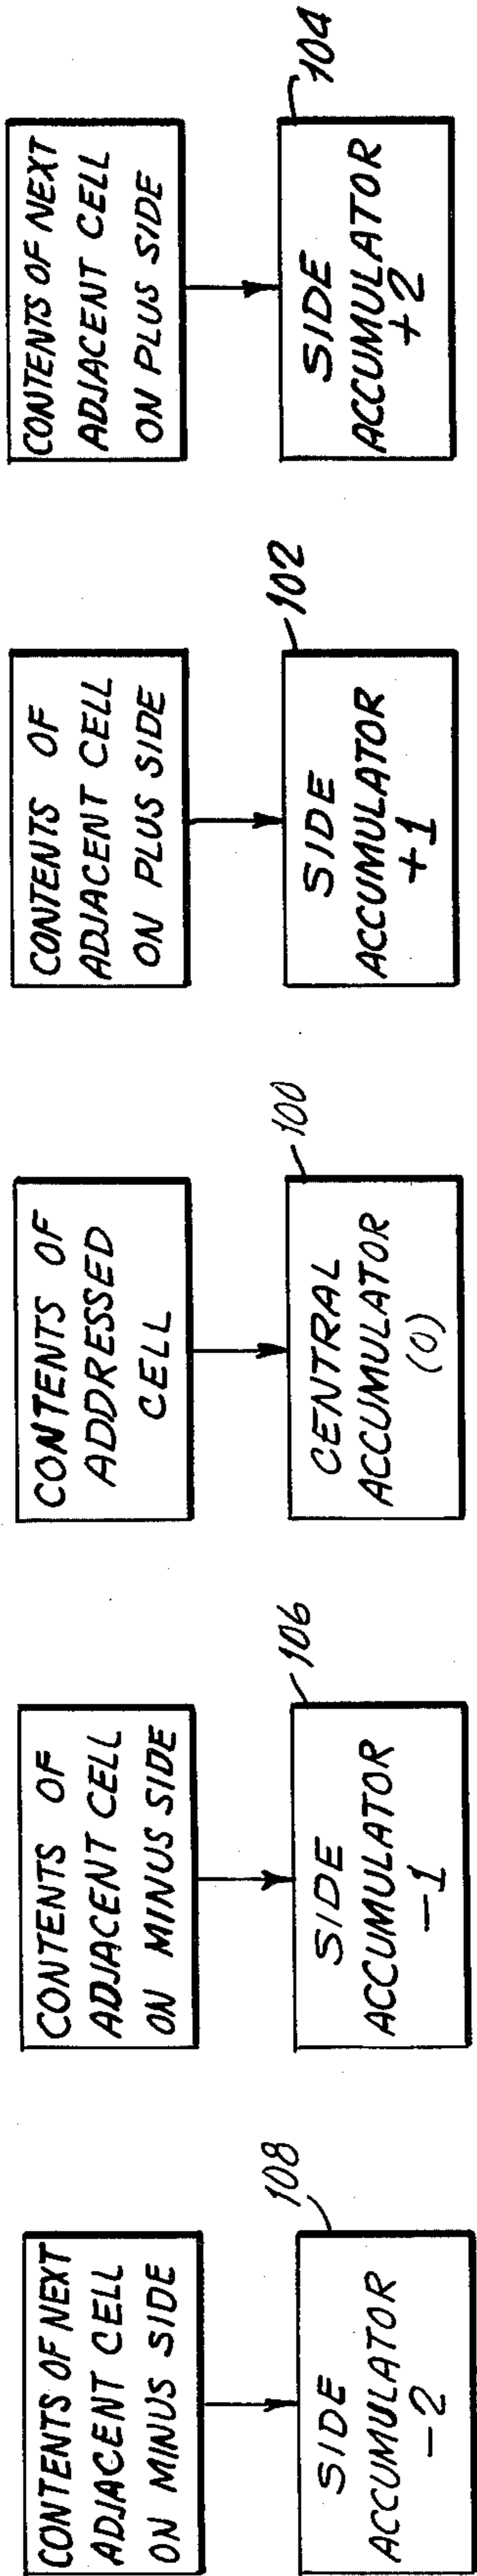 CONTENTS OF NEXT
ADJACENT CELL
ON MINUS SIDE
108
SIDE
ACCUMULATOR
-2
CONTENTS OF
ADJACENT CELL
ON MINUS SIDE
106
SIDE
ACCUMULATOR
-1
CONTENTS OF
ADDRESSED
CELL
100
CENTRAL
ACCUMULATOR
(0)
CONTENTS OF
ADJACENT CELL
ON PLUS SIDE
102
SIDE
ACCUMULATOR
+1
CONTENTS OF NEXT
ADJACENT CELL
ON PLUS SIDE
104
SIDE
ACCUMULATOR
+2